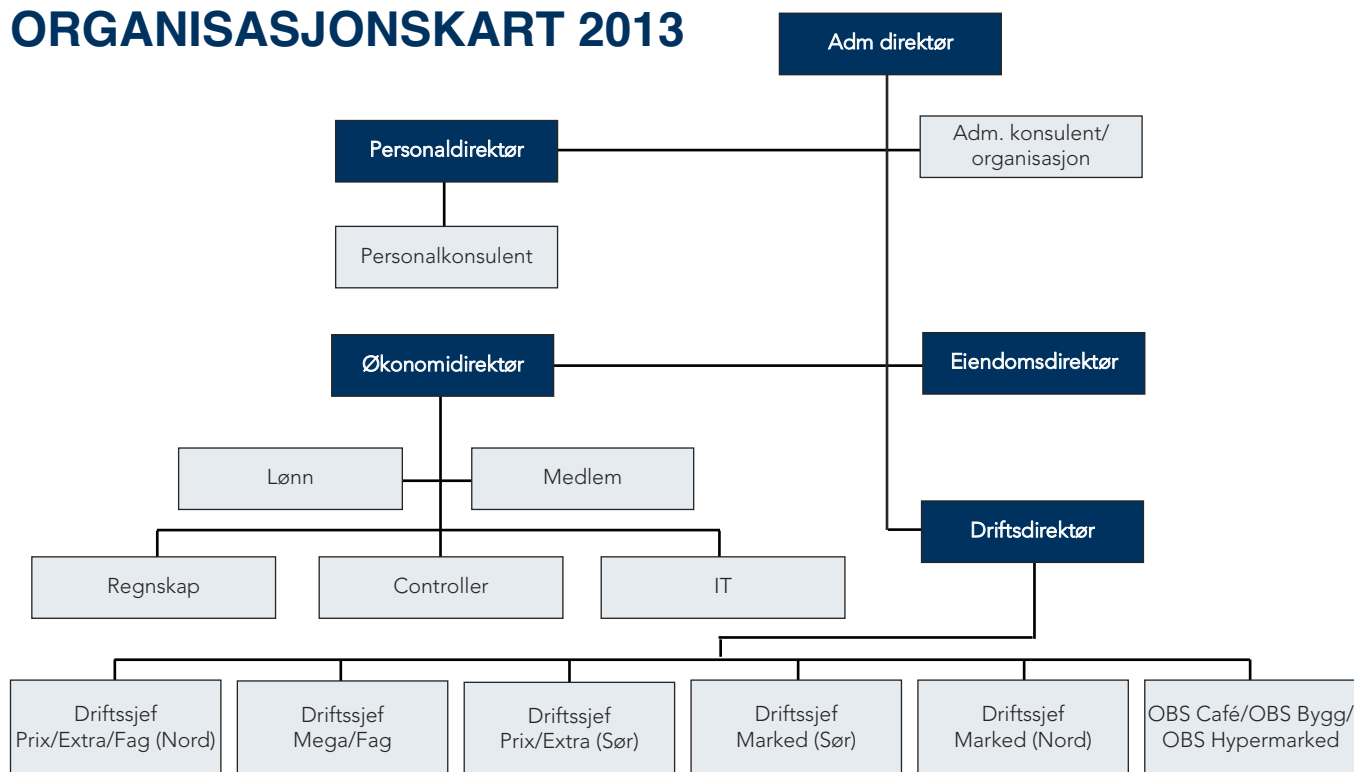 ORGANISASJONSKART 2013
Adm direktør
Personaldirektør
Adm. konsulent/
organisasjon
Personalkonsulent
Økonomidirektør
Eiendomsdirektør
Lønn
Medlem
Driftsdirektør
Regnskap
Controller
IT
Driftssjef
Prix/Extra/Fag (Nord)
Driftssjef
Mega/Fag
Driftssjef
Prix/Extra (Sør)
Driftssjef
Marked (Sør)
Driftssjef
Marked (Nord)
OBS Café/OBS Bygg/
OBS Hypermarked